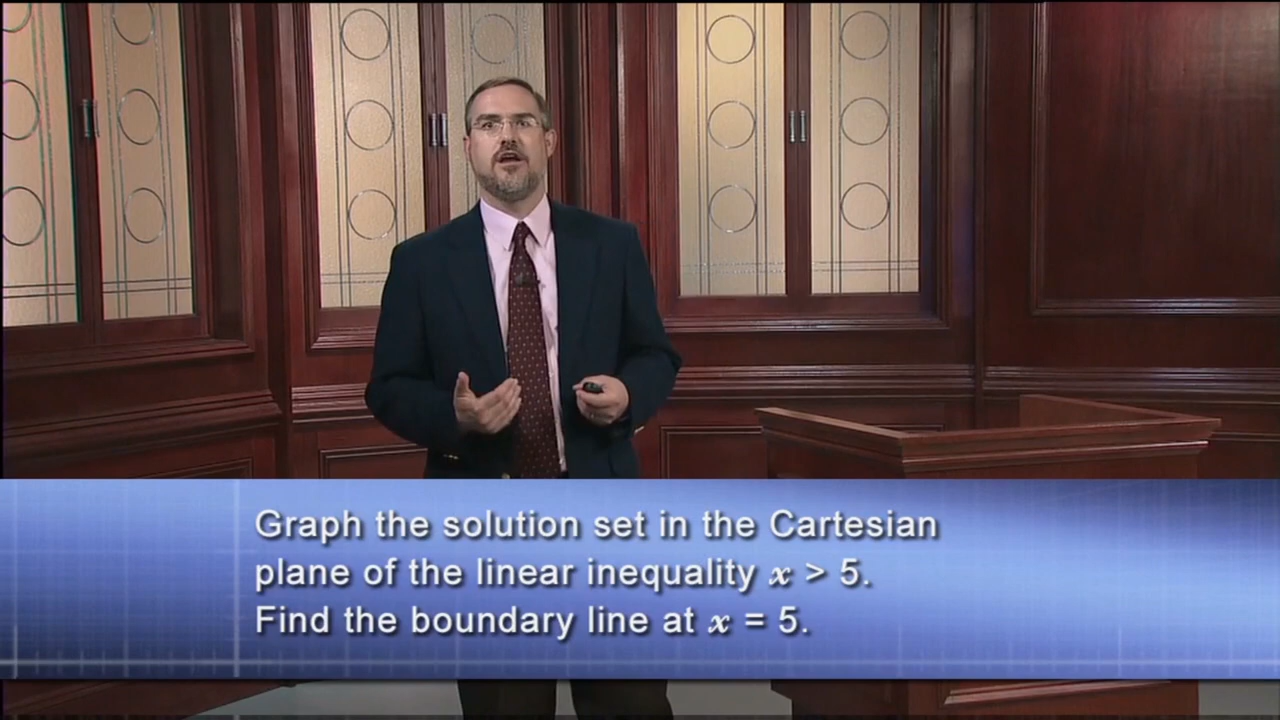 Graph the solution set in the Cartesian
plane of the linear inequality x > 5.
Find the boundary line at x = 5.